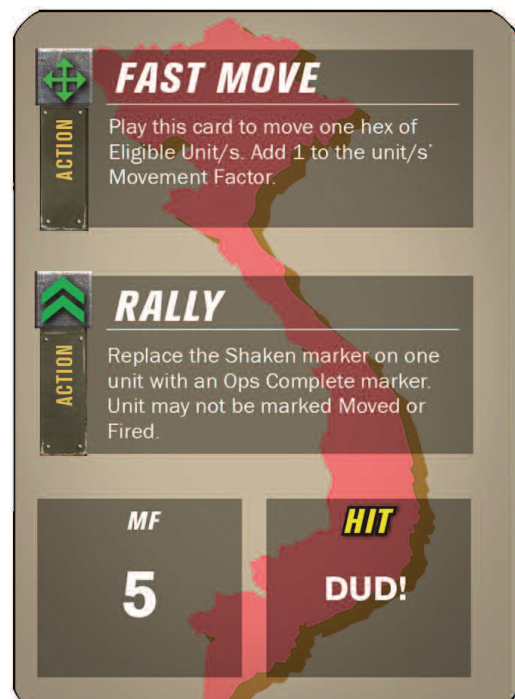 FAST MOVE
ACTION
Play this card to move one hex of
Eligible Unit/s. Add 1 to the unit/s'
Movement Factor.
RALLY
ACTION
Replace the Shaken marker on one
unit with an Ops Complete marker.
Unit may not be marked Moved or
Fired.
MF
5
HIT
DUD!